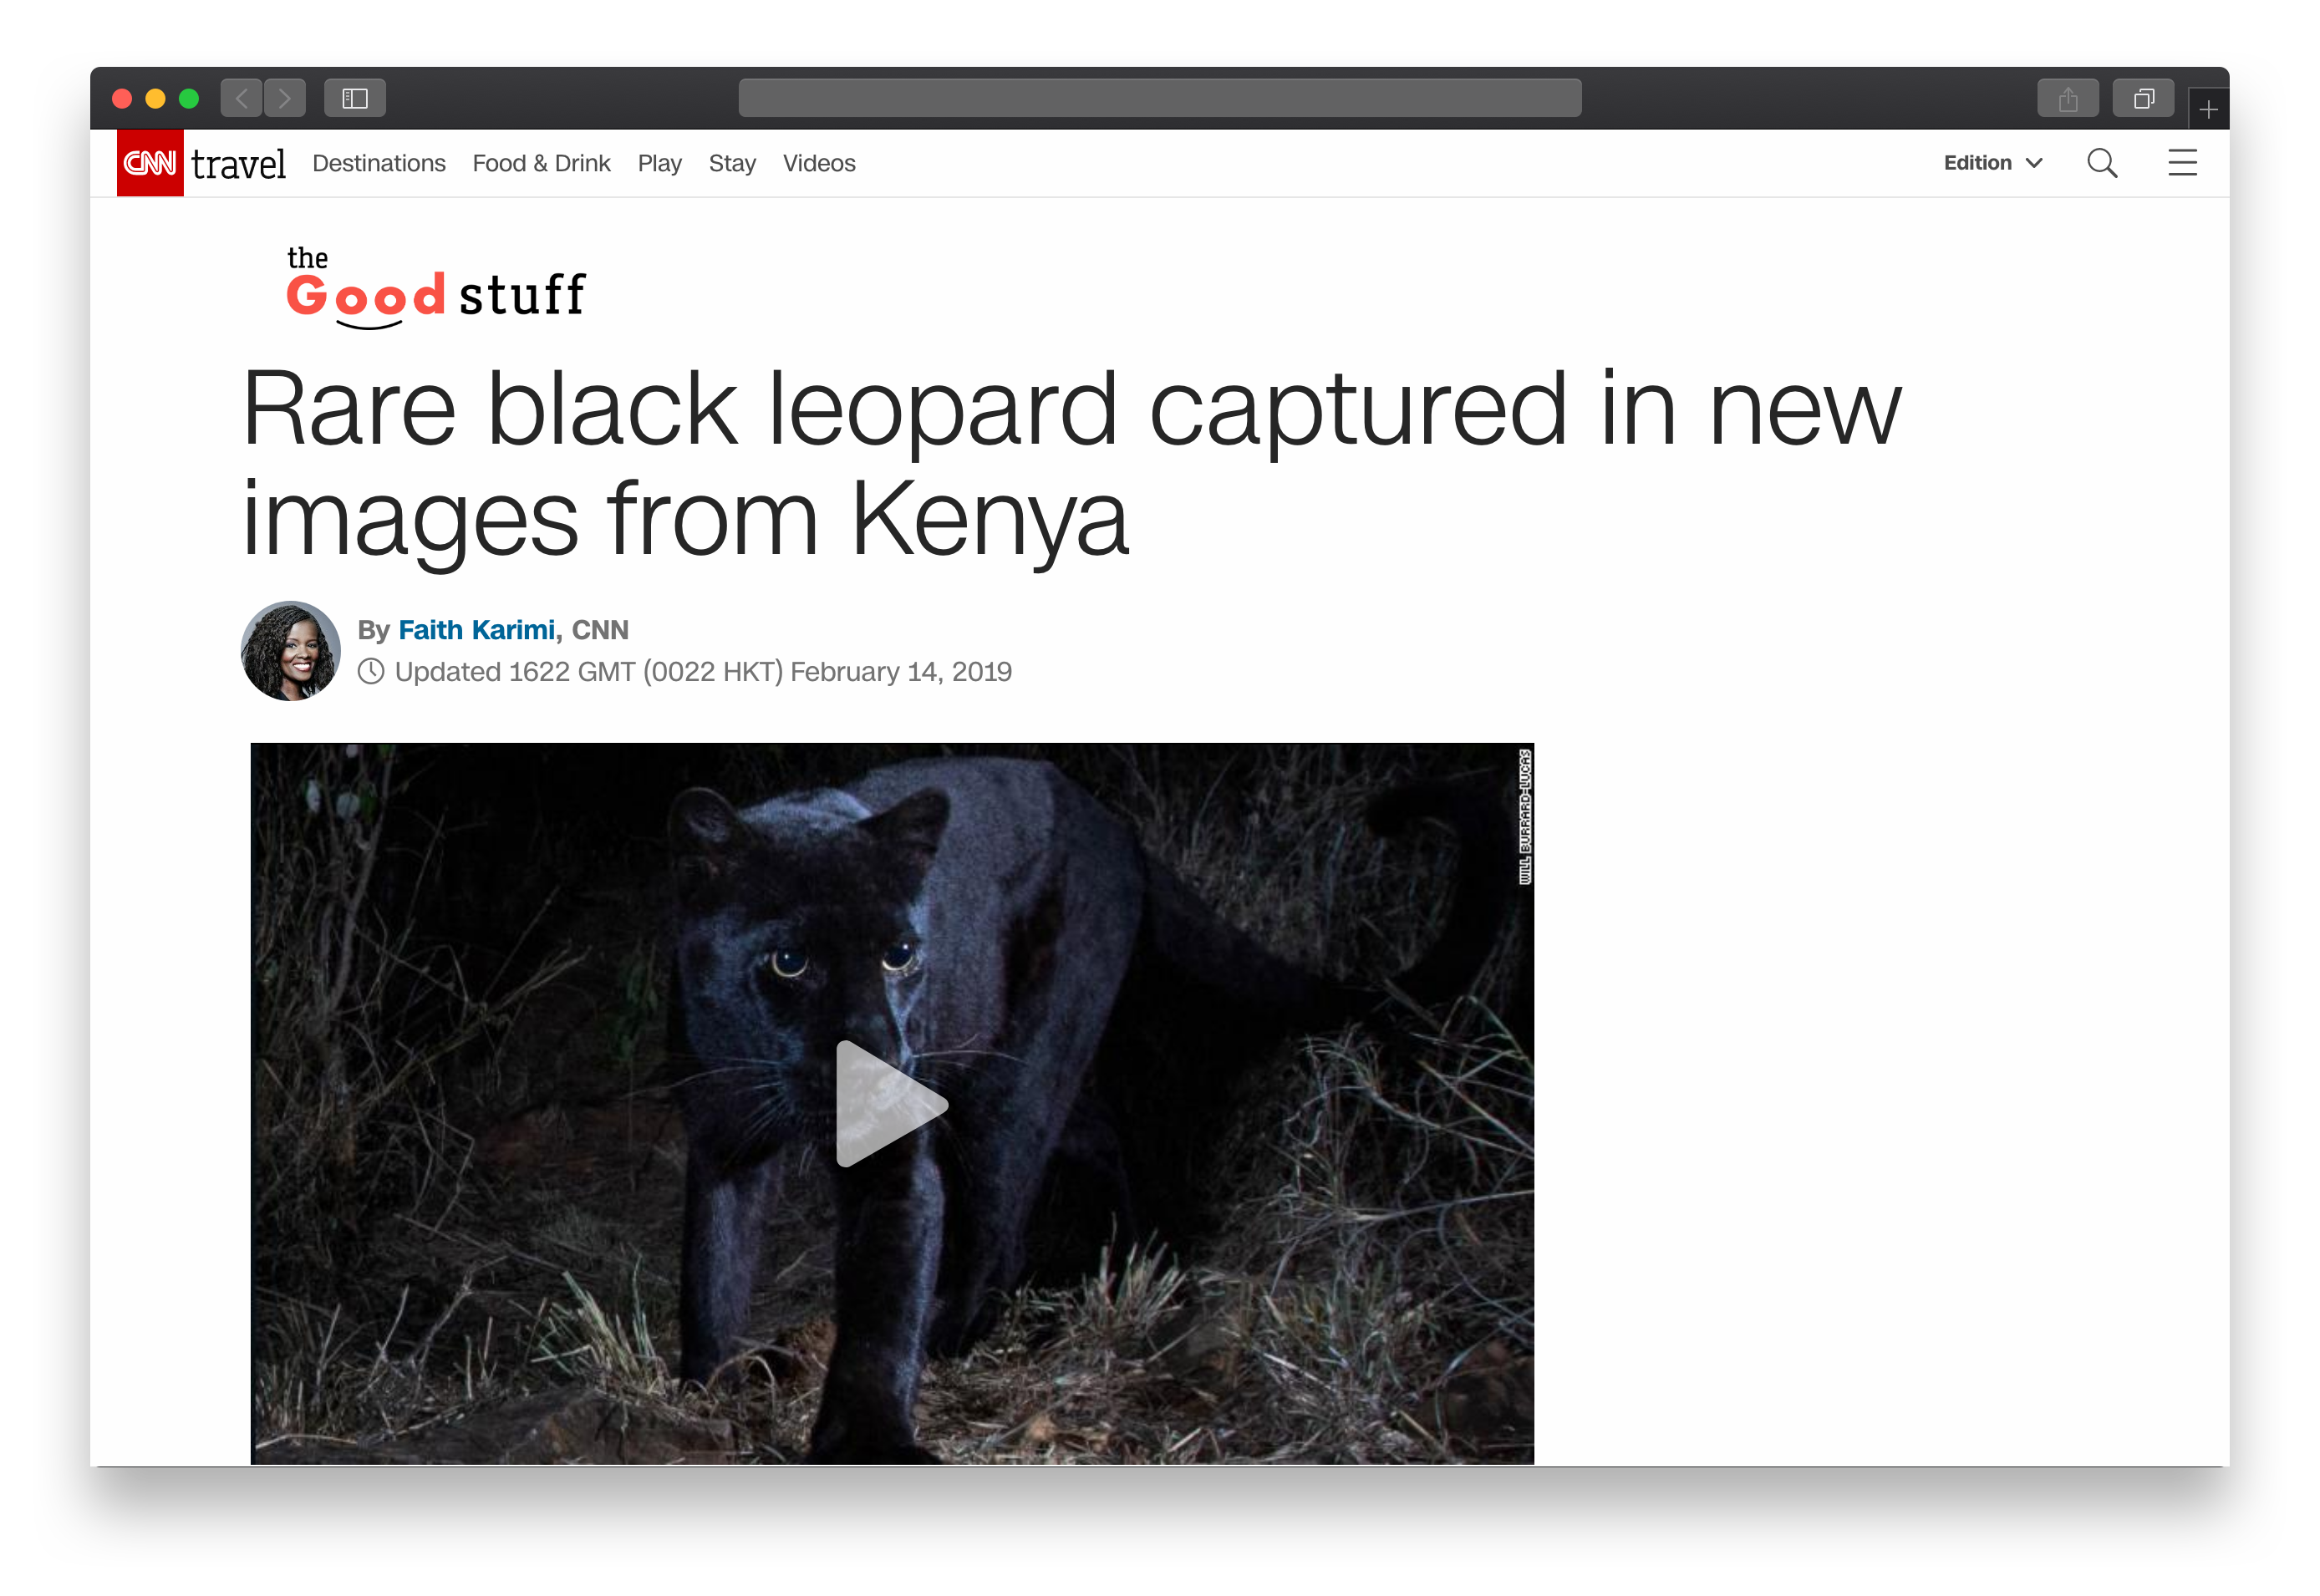 CNN travel Destinations Food & Drink Play Stay Videos Edition
the
Good stuff
Rare black leopard captured in new
images from Kenya
By Faith Karimi, CNN
Updated 1622 GMT (0022 HKT) February 14, 2019
WILL BURRARD-LUCAS